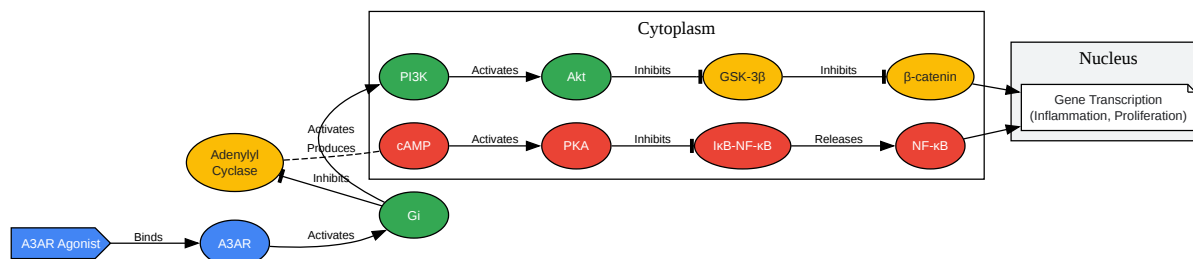 Cytoplasm
Nucleus
PI3K
Activates
Akt
Inhibits
GSK-3β
Inhibits
β-catenin
Gene Transcription
(Inflammation, Proliferation)
Activates
Produces
cAMP
Activates
PKA
Inhibits
IκB-NF-κB
Releases
NF-κB
Adenylyl
Cyclase
Inhibits
Gi
A3AR Agonist
Binds
A3AR
Activates